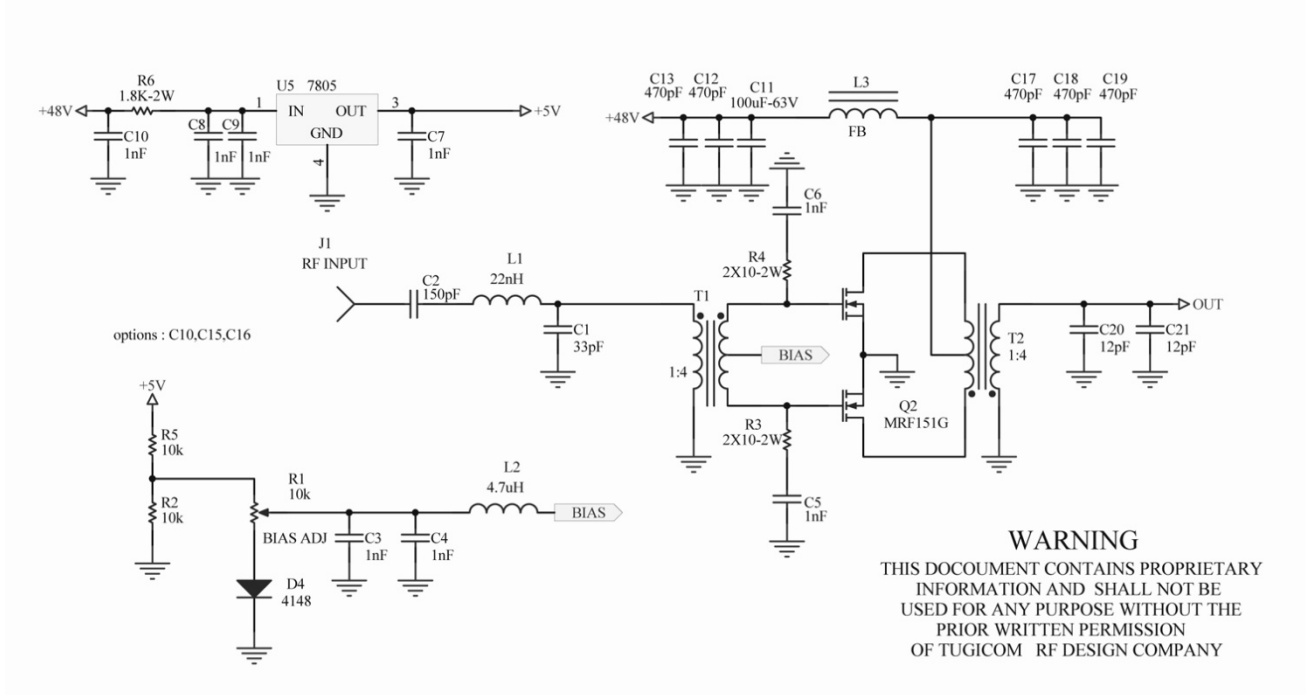 U5 7805
R6
1.8K-2W
+48V
1
IN
OUT
3
+5V
GND
4
C10
1nF
C8
1nF
C9
1nF
C7
1nF
C13
470pF
C12
470pF
C11
100uF-63V
L3
FB
+48V
C17
470pF
C18
470pF
C19
470pF
C6
1nF
J1
RF INPUT
C2
150pF
L1
22nH
C1
33pF
R4
2X10-2W
T1
1:4
BIAS
T2
1:4
OUT
C20
12pF
C21
12pF
options : C10,C15,C16
Q2
MRF151G
R3
2X10-2W
C5
1nF
+5V
R5
10k
R2
10k
R1
10k
BIAS ADJ
D4
4148
C3
1nF
C4
1nF
L2
4.7uH
BIAS
WARNING
THIS DOCOUMENT CONTAINS PROPRIETARY
INFORMATION AND SHALL NOT BE
USED FOR ANY PURPOSE WITHOUT THE
PRIOR WRITTEN PERMISSION
OF TUGICOM RF DESIGN COMPANY